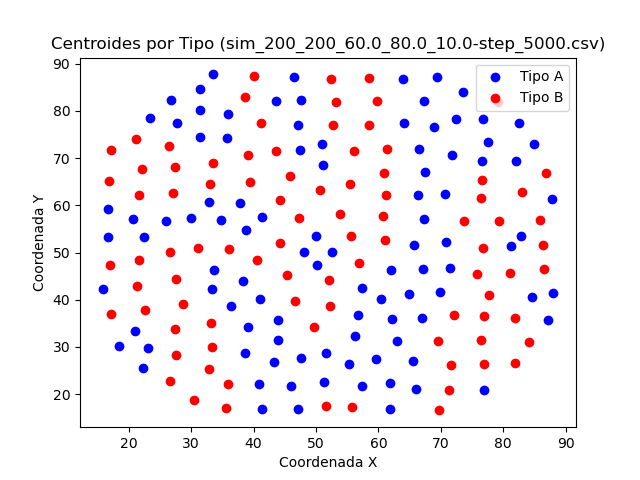 Centroides por Tipo (sim_200_200_60.0_80.0_10.0-step_5000.csv)
Tipo A
Tipo B
90
80
70
60
50
40
30
20
Coordenada Y
20 30 40 50 60 70 80 90
Coordenada X